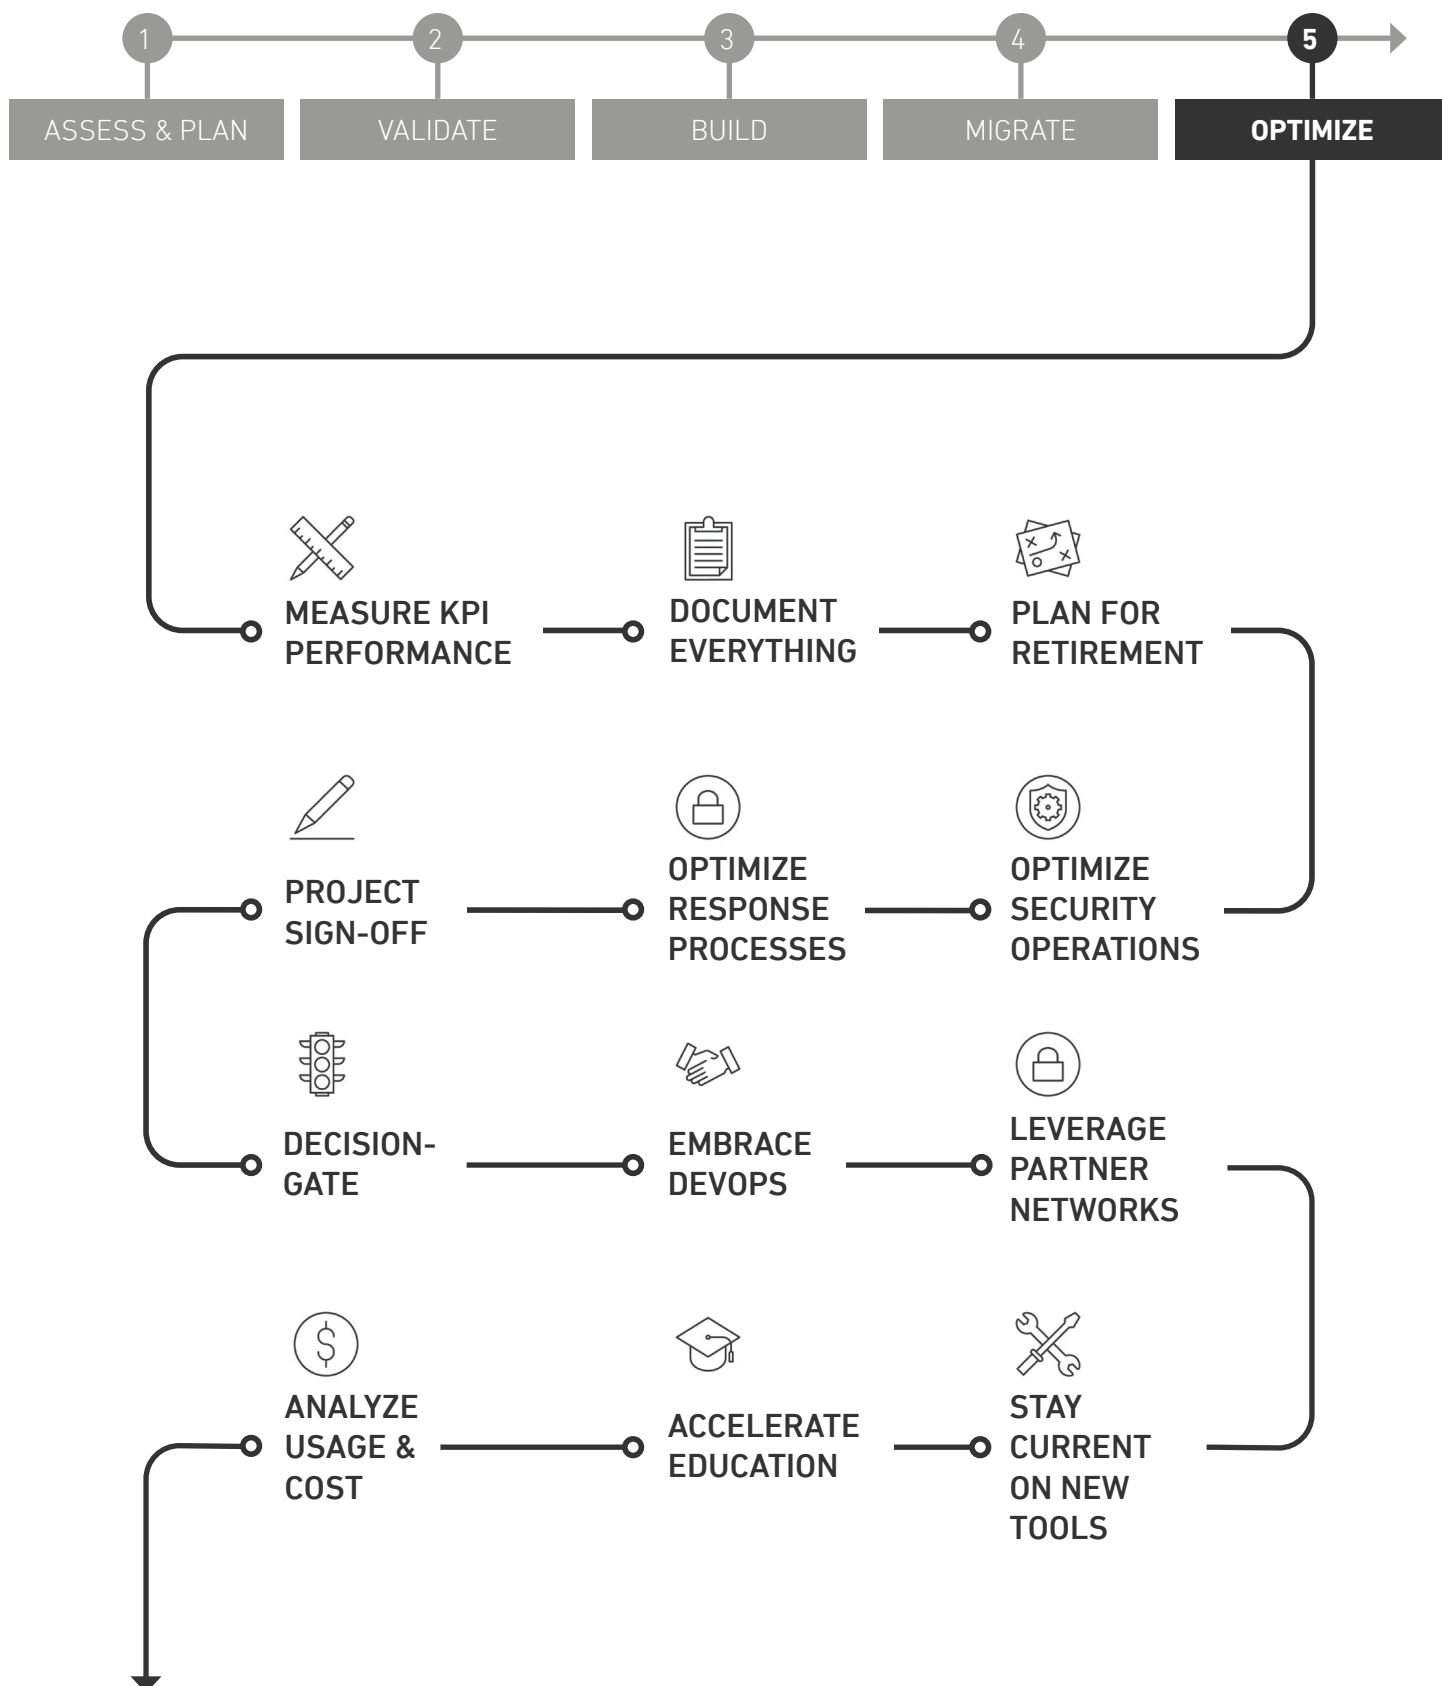 1
2
3
4
5
ASSESS & PLAN
VALIDATE
BUILD
MIGRATE
OPTIMIZE
MEASURE KPI
PERFORMANCE
DOCUMENT
EVERYTHING
PLAN FOR
RETIREMENT
PROJECT
SIGN-OFF
OPTIMIZE
RESPONSE
PROCESSES
OPTIMIZE
SECURITY
OPERATIONS
DECISION-
GATE
EMBRACE
DEVOPS
LEVERAGE
PARTNER
NETWORKS
ANALYZE
USAGE &
COST
ACCELERATE
EDUCATION
STAY
CURRENT
ON NEW
TOOLS